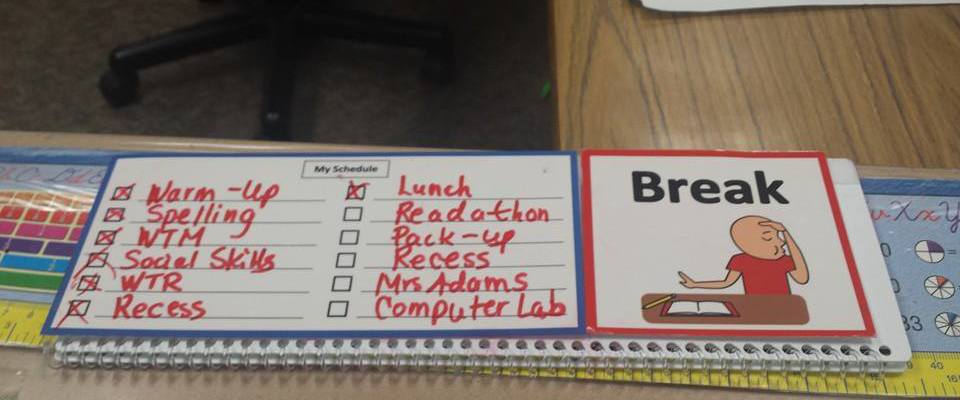 My Schedule
Warm-Up
Spelling
WTM
Social Skills
WTR
Recess
Lunch
Readathon
Pack-up
Recess
Mrs Adams
Computer Lab
Break